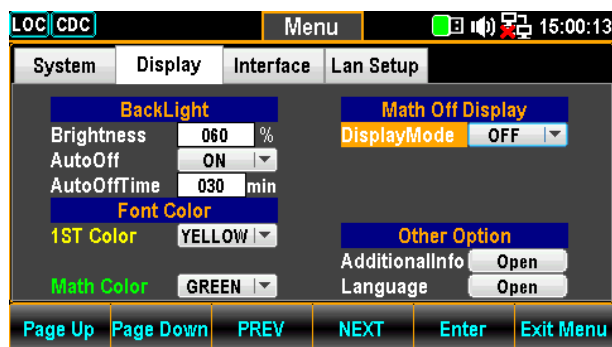 LOC CDC Menu 15:00:13
System Display Interface Lan Setup
BackLight
Brightness 060 %
AutoOff ON
AutoOffTime 030 min
Font Color
1ST Color YELLOW
Math Color GREEN
Math Off Display
DisplayMode OFF
Other Option
AdditionalInfo Open
Language Open
Page Up Page Down PREV NEXT Enter Exit Menu